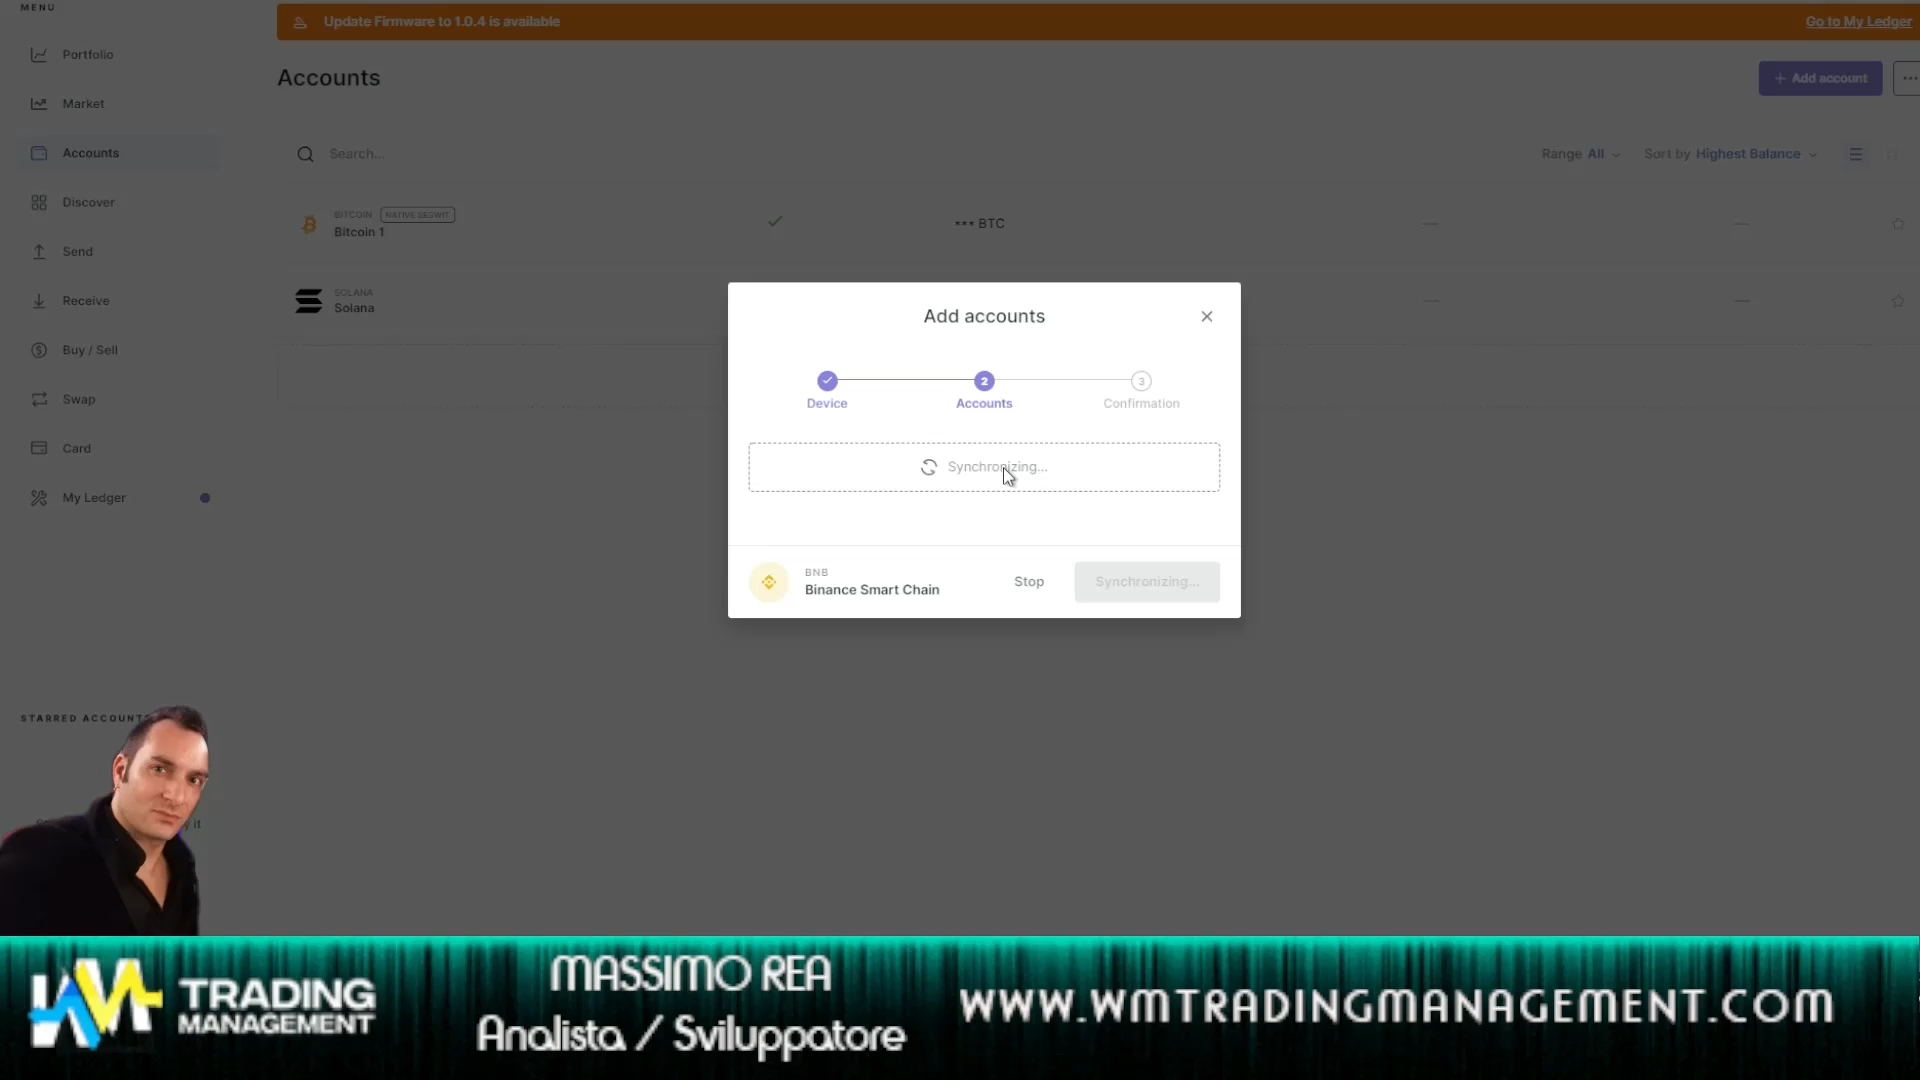 MENU
Update Firmware to 1.0.4 is available
Go to My Ledger
Portfolio
Accounts
+ Add account
Market
Accounts
Search...
Range All
Sort by Highest Balance
Discover
BITCOIN NATIVE SEGWIT
Bitcoin 1
*** BTC
Send
SOLANA
Solana
Receive
Add accounts
Buy / Sell
2
3
Device
Accounts
Confirmation
Swap
Card
Synchronizing...
My Ledger
BNB
Binance Smart Chain
Stop
Synchronizing...
STARRED ACCOUNTS
y it
TRADING
MANAGEMENT
MASSIMO REA
Analista / Sviluppatore
WWW.WMTRADINGMANAGEMENT.COM